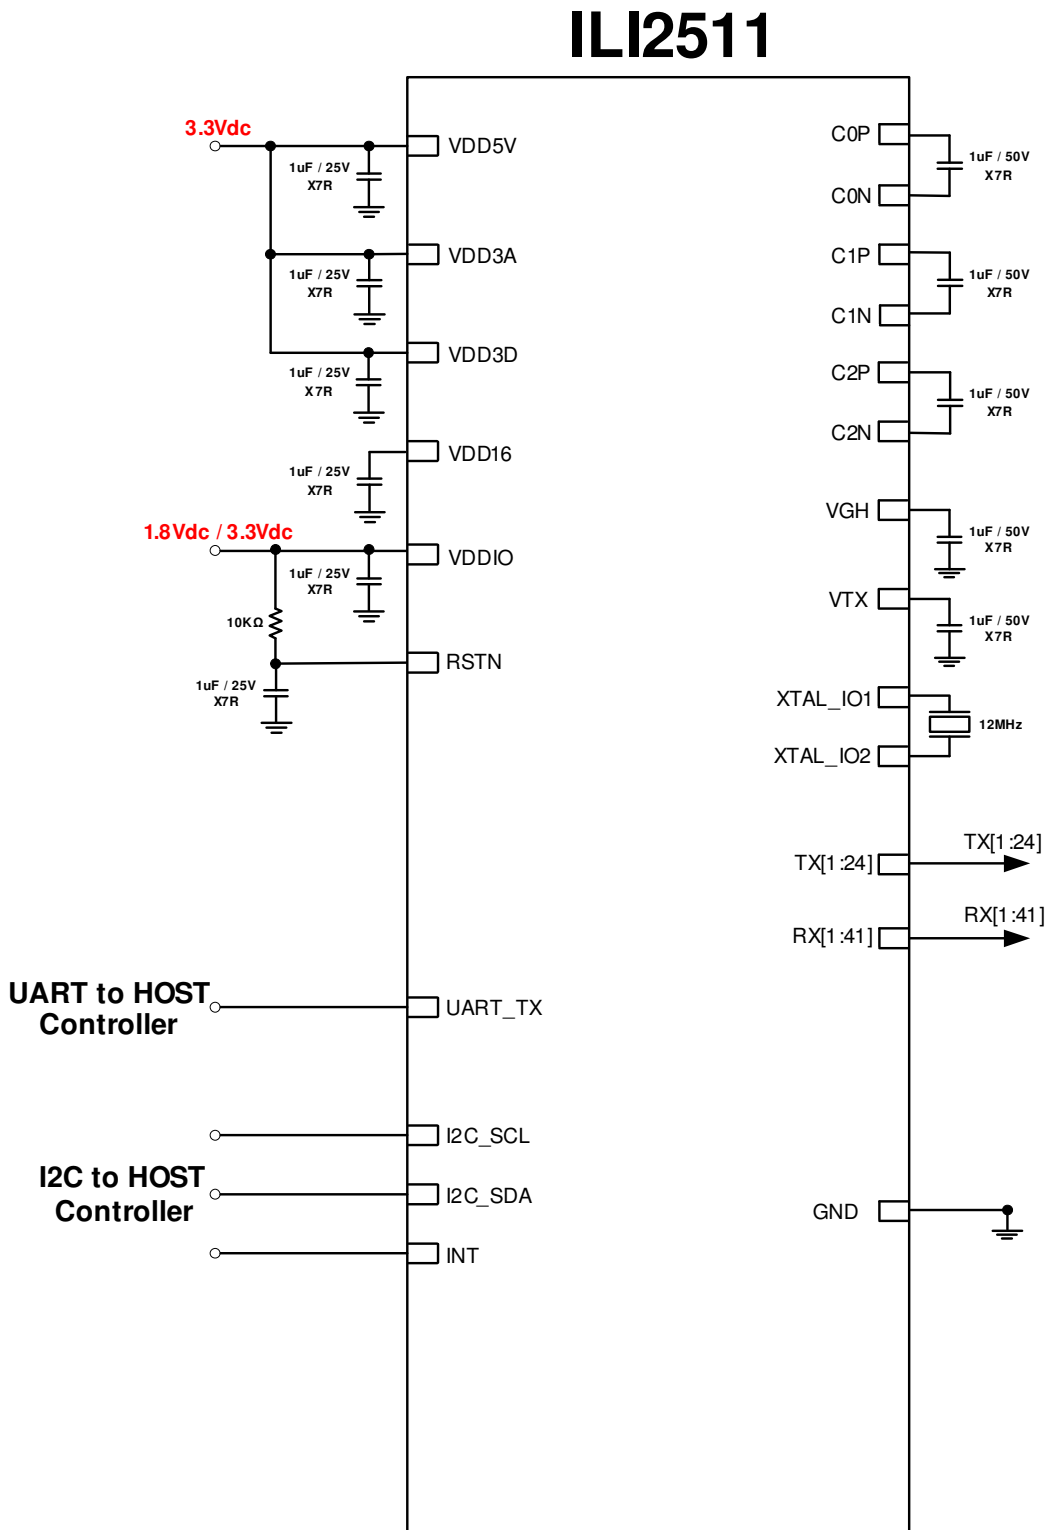 ILI2511
3.3Vdc
VDD5V
1uF / 25V
X7R
VDD3A
1uF / 25V
X7R
VDD3D
1uF / 25V
X7R
VDD16
1uF / 25V
X7R
1.8Vdc / 3.3Vdc
VDDIO
1uF / 25V
X7R
10KΩ
RSTN
1uF / 25V
X7R
UART to HOST
Controller
UART_TX
I2C_SCL
I2C to HOST
Controller
I2C_SDA
INT
C0P
1uF / 50V
X7R
C0N
C1P
1uF / 50V
X7R
C1N
C2P
1uF / 50V
X7R
C2N
VGH
1uF / 50V
X7R
VTX
1uF / 50V
X7R
XTAL_IO1
12MHz
XTAL_IO2
TX[1:24]
TX[1:24]
RX[1:41]
RX[1:41]
GND